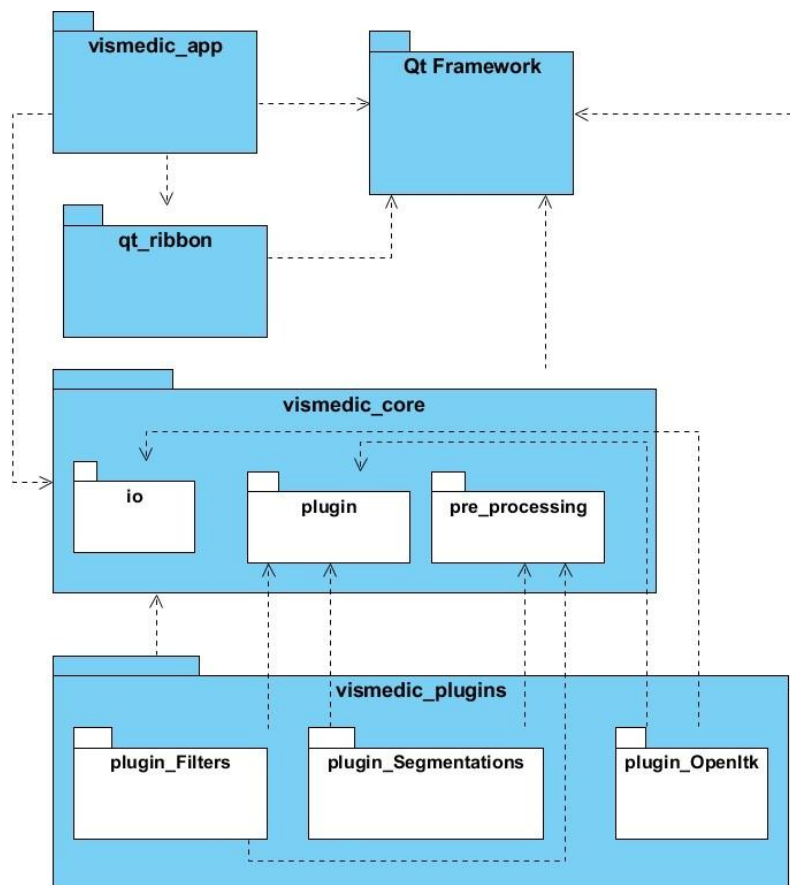 vismedic_app
Qt Framework
qt_ribbon
vismedic_core
io
plugin
pre_processing
vismedic_plugins
plugin_Filters
plugin_Segmentations
plugin_OpenItk